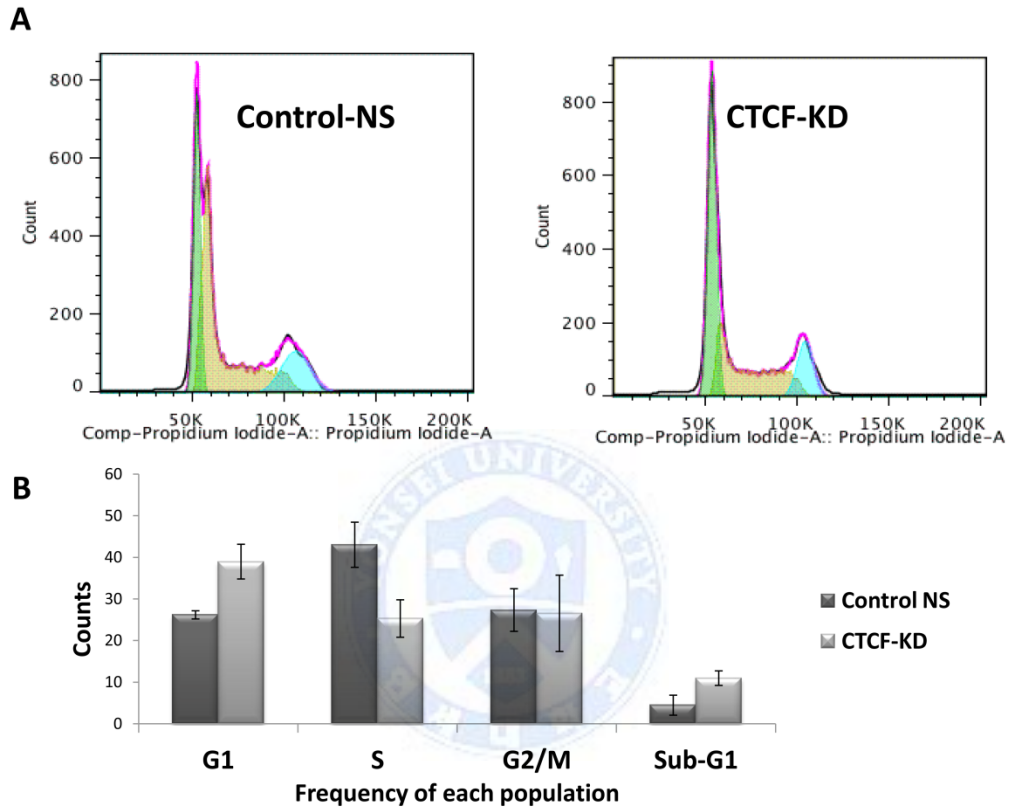 A
Control-NS
Count
800
600
400
200
0
50K 100K 150K 200K
Comp-Propidium Iodide-A:: Propidium Iodide-A
CTCF-KD
Count
800
600
400
200
0
50K 100K 150K 200K
Comp-Propidium Iodide-A:: Propidium Iodide-A
B
Counts
60
50
40
30
20
10
0
G1 S G2/M Sub-G1
Frequency of each population
Control NS
CTCF-KD
YONSEI UNIVERSITY